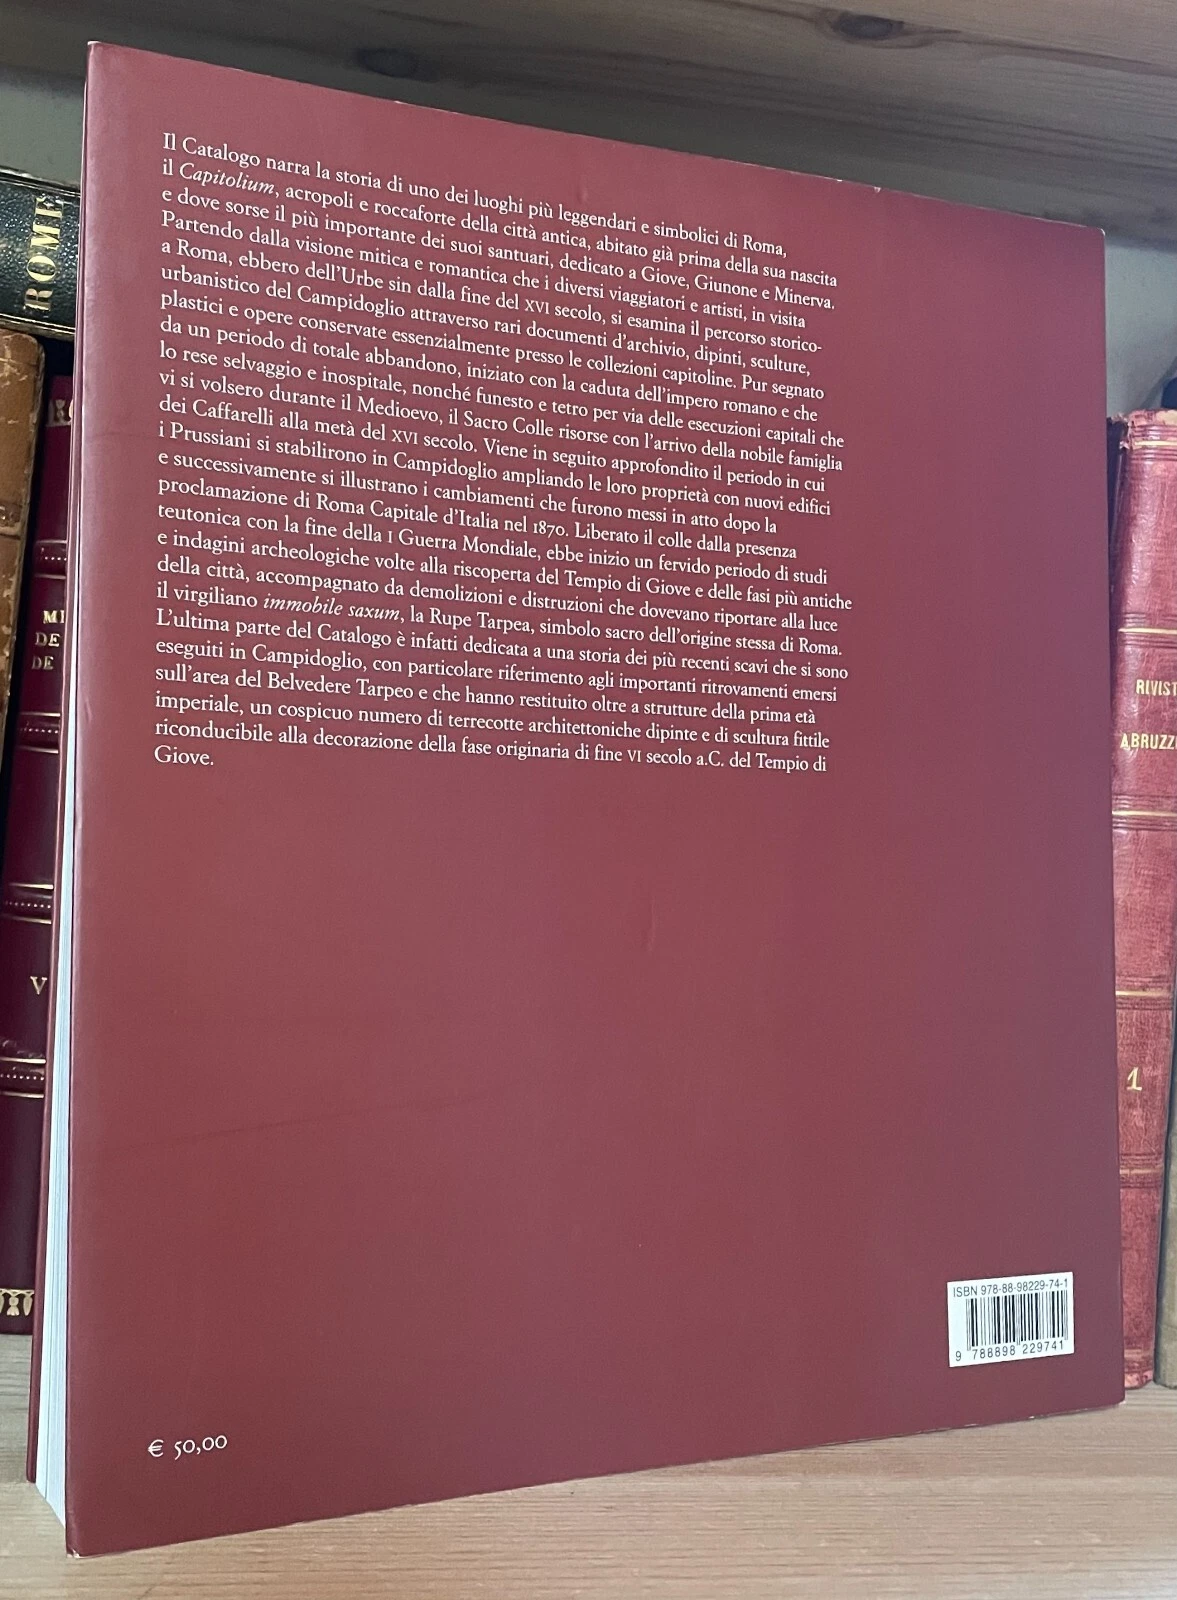 Il Catalogo narra la storia di uno dei luoghi più leggendari e simbolici di Roma,
il Capitolium, acropoli e roccaforte della città antica, abitato già prima della sua nascita
e dove sorse il più importante dei suoi santuari, dedicato a Giove, Giunone e Minerva.
Partendo dalla visione mitica e romantica che i diversi viaggiatori e artisti, in visita
a Roma, ebbero dell'Urbe sin dalla fine del XVI secolo, si esamina il percorso storico-
urbanistico del Campidoglio attraverso rari documenti d'archivio, dipinti, sculture,
plastici e opere conservate essenzialmente presso le collezioni capitoline. Pur segnato
da un periodo di totale abbandono, iniziato con la caduta dell'impero romano e che
lo rese selvaggio e inospitale, nonché funesto e tetro per via delle esecuzioni capitali che
vi si volsero durante il Medioevo, il Sacro Colle risorse con l'arrivo della nobile famiglia
dei Caffarelli alla metà del XVI secolo. Viene in seguito approfondito il periodo in cui
i Prussiani si stabilirono in Campidoglio ampliando le loro proprietà con nuovi edifici
e successivamente si illustrano i cambiamenti che furono messi in atto dopo la
proclamazione di Roma Capitale d'Italia nel 1870. Liberato il colle dalla presenza
teutonica con la fine della I Guerra Mondiale, ebbe inizio un fervido periodo di studi
e indagini archeologiche volte alla riscoperta del Tempio di Giove e delle fasi più antiche
della città, accompagnato da demolizioni e distruzioni che dovevano riportare alla luce
il virgiliano immobile saxum, la Rupe Tarpea, simbolo sacro dell'origine stessa di Roma.
L'ultima parte del Catalogo è infatti dedicata a una storia dei più recenti scavi che si sono
eseguiti in Campidoglio, con particolare riferimento agli importanti ritrovamenti emersi
sull'area del Belvedere Tarpeo e che hanno restituito oltre a strutture della prima età
imperiale, un cospicuo numero di terrecotte architettoniche dipinte e di scultura fittile
riconducibile alla decorazione della fase originaria di fine VI secolo a.C. del Tempio di
Giove.
ISBN 978-88-98229-74-1
9 788898 229741
€ 50,00
ROME
MI
DE
DE
V
RIVIST
ABRUZZ
1